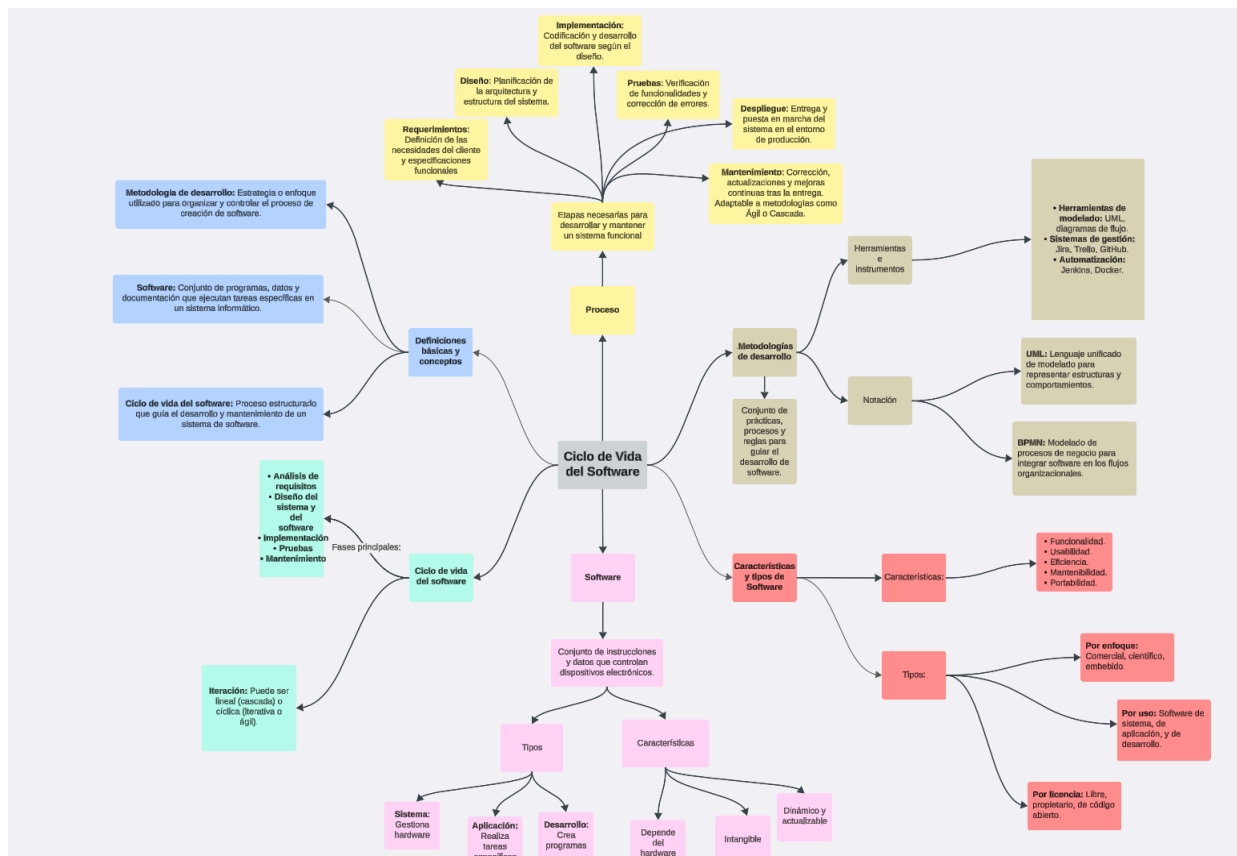 Implementación:
Codificación y desarrollo
del software según el
diseño.
Diseño: Planificación de
la arquitectura y
estructura del sistema.
Pruebas: Verificación
de funcionalidades y
corrección de errores.
Despliegue: Entrega y
puesta en marcha del
sistema en el entorno
de producción.
Requerimientos:
Definición de las
necesidades del cliente
y especificaciones
funcionales
Mantenimiento: Corrección,
actualizaciones y mejoras
continuas tras la entrega.
Adaptable a metodologías como
Ágil o Cascada.
Etapas necesarias para
desarrollar y mantener
un sistema funcional
Proceso
Metodología de desarrollo: Estrategia o enfoque
utilizado para organizar y controlar el proceso de
creación de software.
Software: Conjunto de programas, datos y
documentación que ejecutan tareas específicas en
un sistema informático.
Ciclo de vida del software: Proceso estructurado
que guía el desarrollo y mantenimiento de un
sistema de software.
Definiciones
básicas y
conceptos
Ciclo de Vida
del Software
Metodologías
de desarrollo
Conjunto de
prácticas,
procesos y
reglas para
guiar el
desarrollo de
software.
Herramientas
e
instrumentos
• Herramientas de
modelado: UML,
diagramas de flujo.
• Sistemas de gestión:
Jira, Trello, GitHub.
• Automatización:
Jenkins, Docker.
Notación
UML: Lenguaje unificado
de modelado para
representar estructuras y
comportamientos.
BPMN: Modelado de
procesos de negocio para
integrar software en los flujos
organizacionales.
• Análisis de
requisitos
• Diseño del
sistema y
del
software
• Implementación
• Pruebas
• Mantenimiento
Fases principales:
Ciclo de vida
del software
Iteración: Puede ser
lineal (cascada) o
cíclica (iterativa o
ágil).
Software
Conjunto de instrucciones
y datos que controlan
dispositivos electrónicos.
Tipos
Características
Sistema:
Gestiona
hardware
Aplicación:
Realiza
tareas
Desarrollo:
Crea
programas
Depende
del
hardware
Intangible
Dinámico y
actualizable
Características
y tipos de
Software
Características:
• Funcionalidad.
• Usabilidad.
• Eficiencia.
• Mantenibilidad.
• Portabilidad.
Tipos:
Por enfoque:
Comercial, científico,
embebido.
Por uso: Software de
sistema, de
aplicación, y de
desarrollo.
Por licencia: Libre,
propietario, de código
abierto.